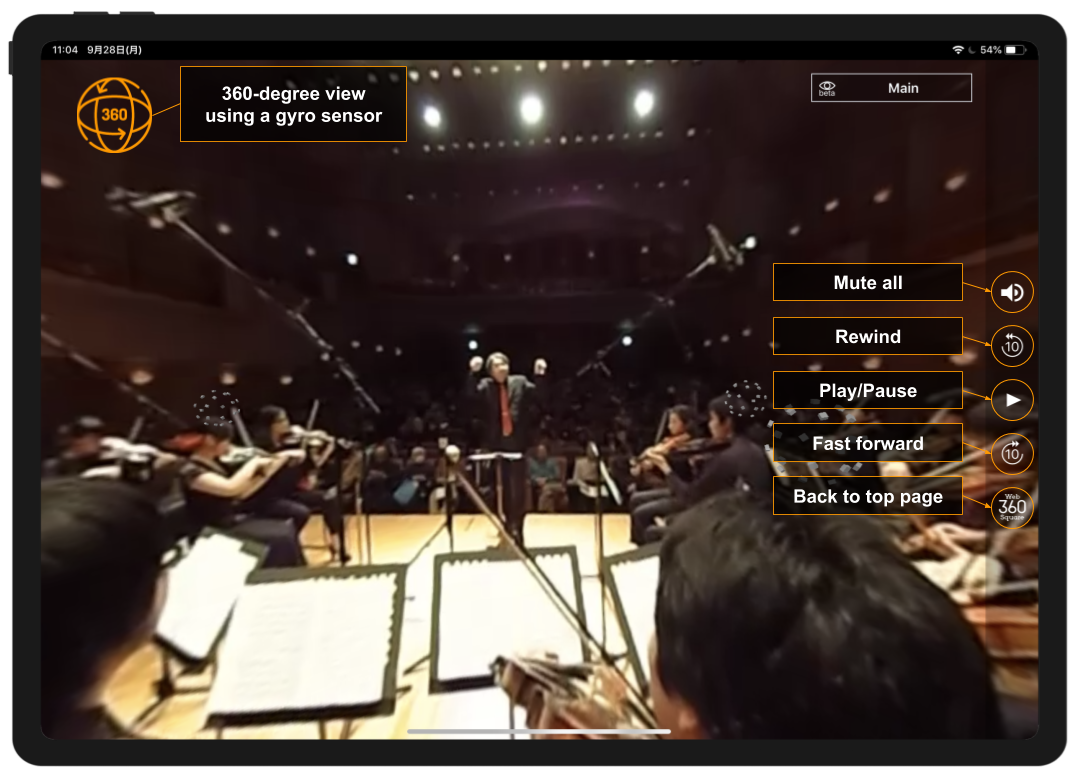 11:04 9月28日(月)
54%
360
360-degree view
using a gyro sensor
beta
Main
Mute all
Rewind
10
Play/Pause
Fast forward
10
Back to top page
Web
360
Square